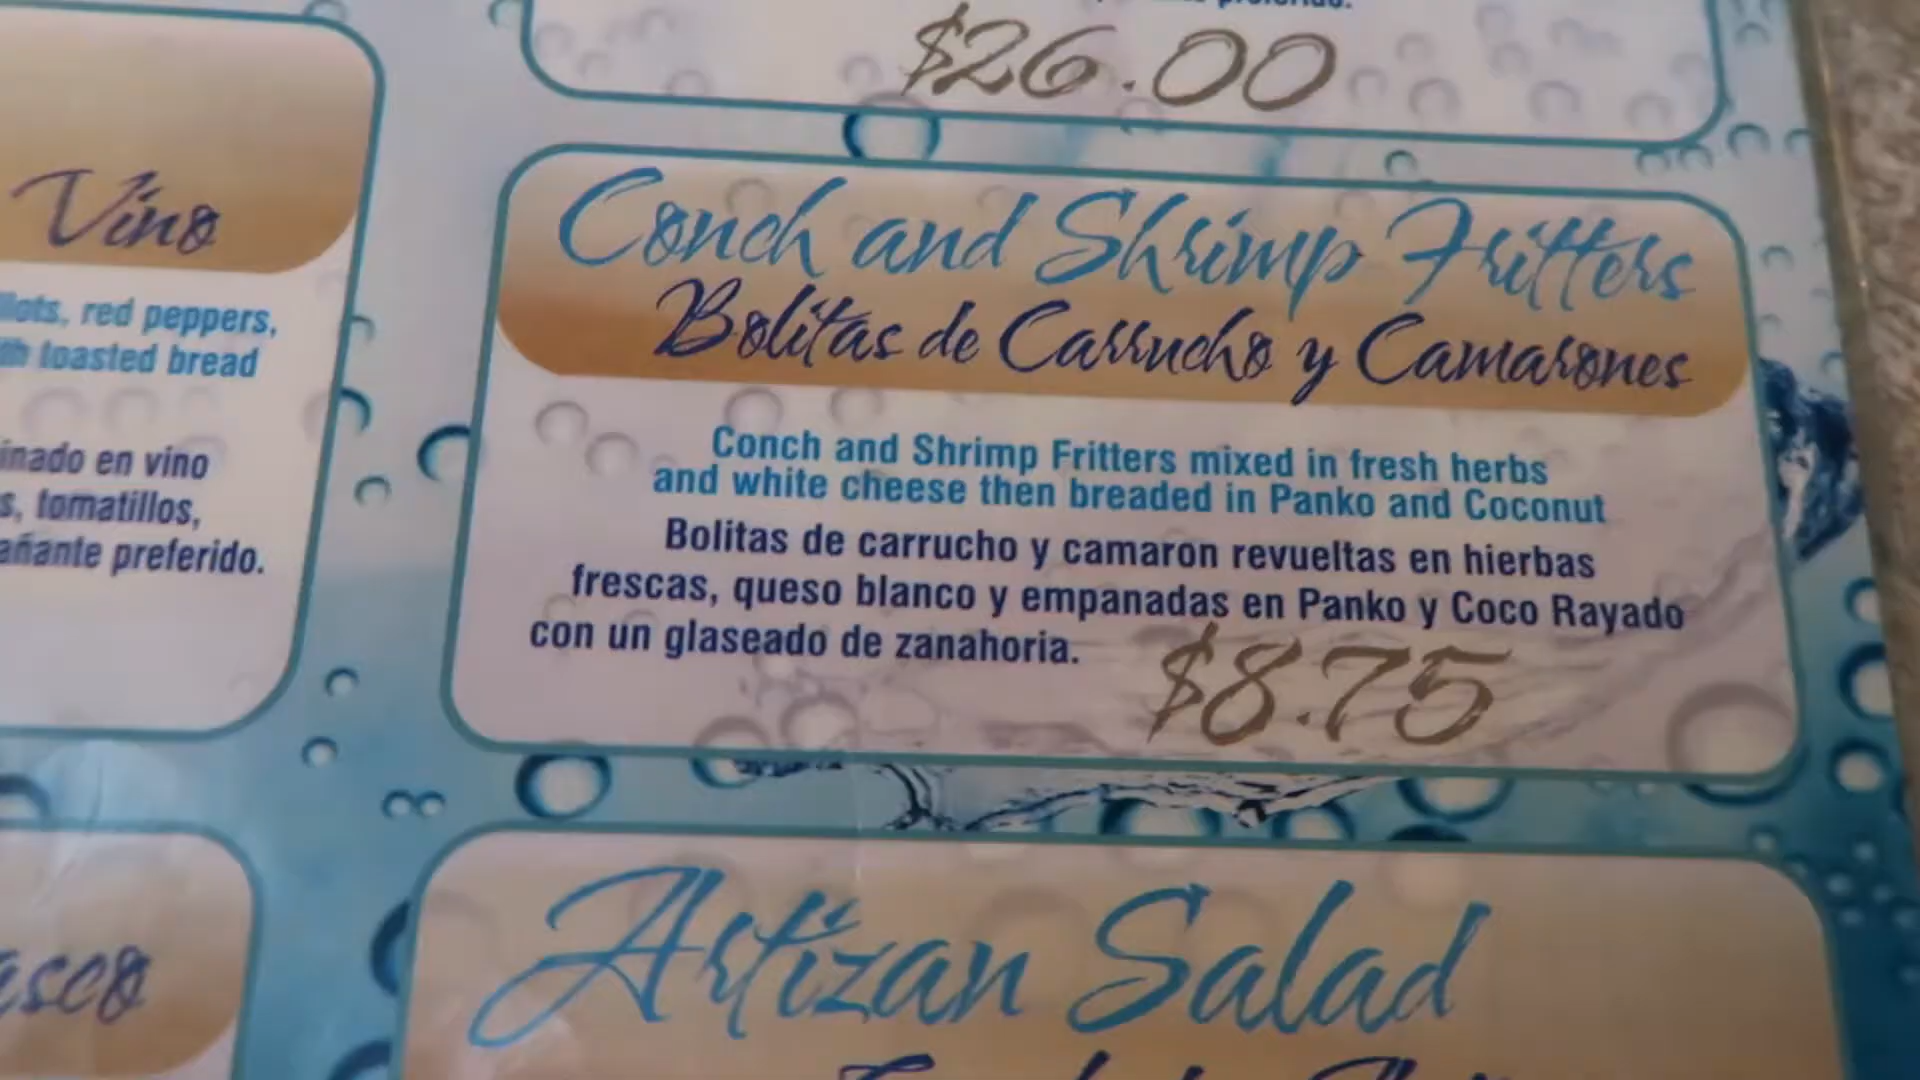 $26.00
Vino
red peppers,
toasted bread
en vino
tomatillos,
preferido.
Conch and Shrimp Fritters
Bolitas de Carrucho y Camarones
Conch and Shrimp Fritters mixed in fresh herbs
and white cheese then breaded in Panko and Coconut
Bolitas de carrucho y camaron revueltas en hierbas
frescas, queso blanco y empanadas en Panko y Coco Rayado
con un glaseado de zanahoria.
$8.75
Artizan Salad